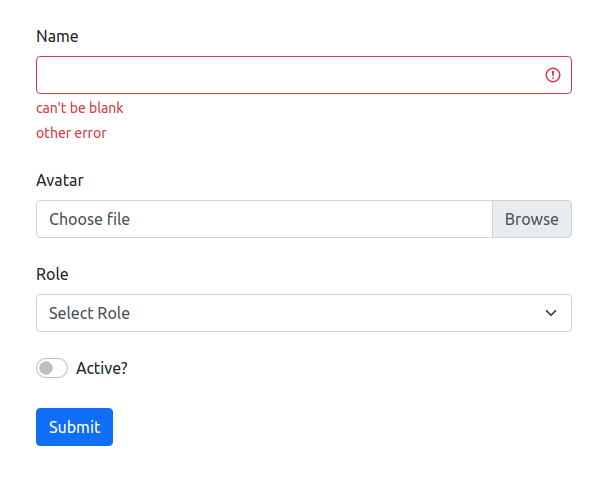 Name
can't be blank
other error
Avatar
Choose file Browse
Role
Select Role
Active?
Submit